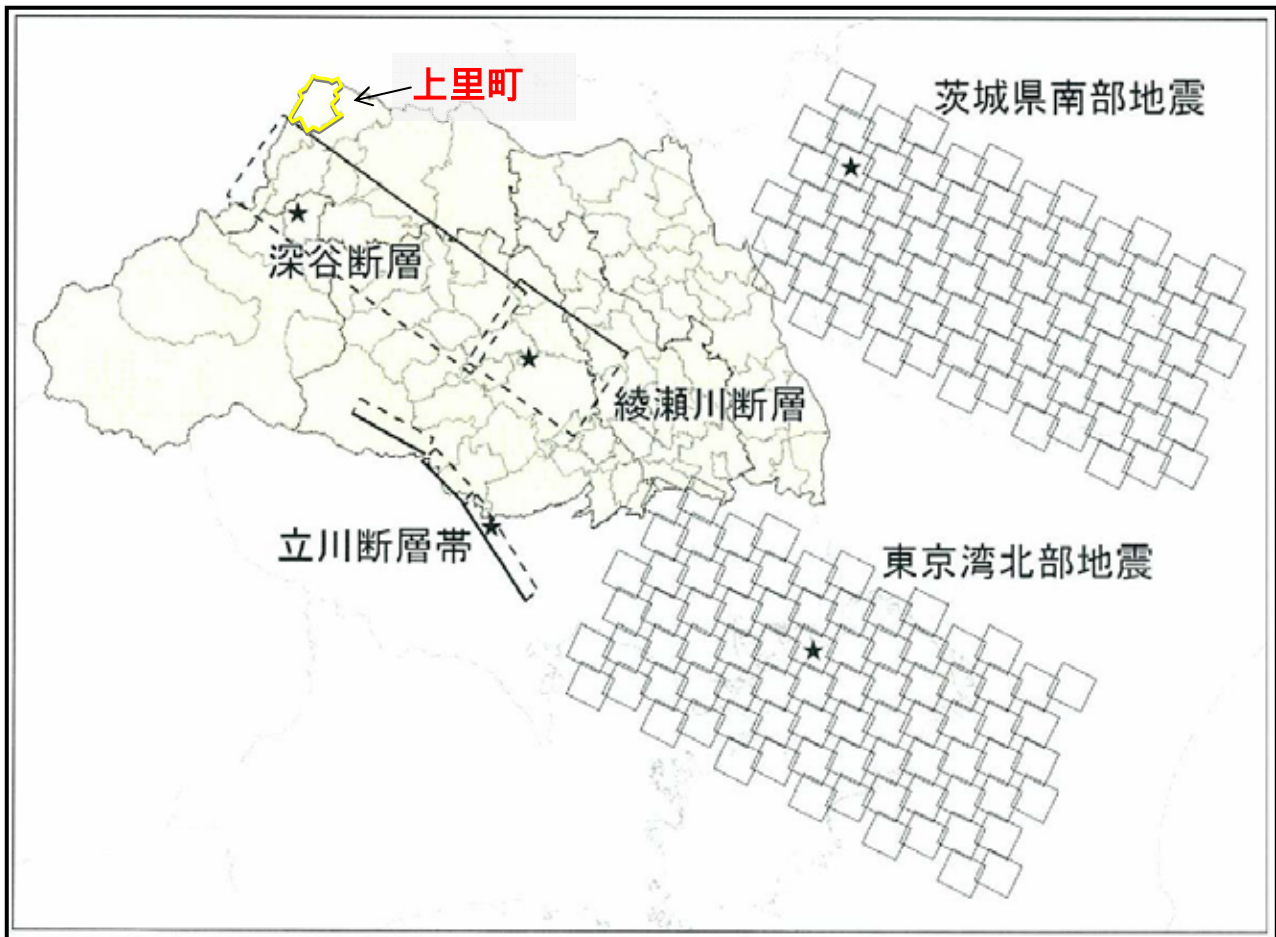 上里町
茨城県南部地震
深谷断層
綾瀬川断層
立川断層帯
東京湾北部地震